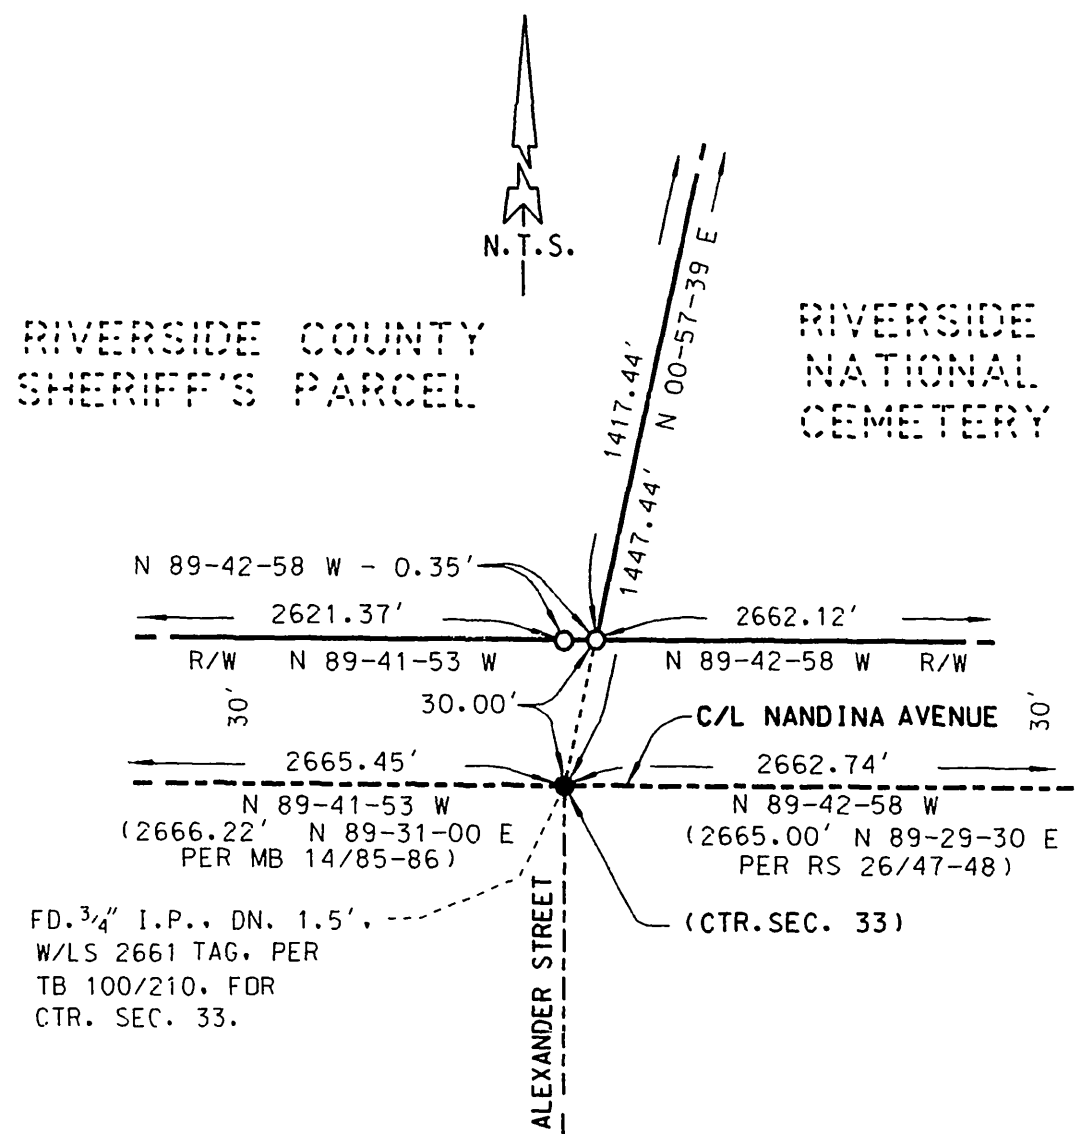 N.T.S.
RIVERSIDE COUNTY
SHERIFF'S PARCEL
RIVERSIDE
NATIONAL
CEMETERY
1417.44'
N 00-57-39 E
1447.44'
N 89-42-58 W - 0.35'
2621.37'
2662.12'
R/W N 89-41-53 W
N 89-42-58 W R/W
30'
30.00'
C/L NANDINA AVENUE
30'
2665.45'
2662.74'
N 89-41-53 W
(2666.22' N 89-31-00 E
PER MB 14/85-86)
N 89-42-58 W
(2665.00' N 89-29-30 E
PER RS 26/47-48)
FD. 3/4" I.P., DN. 1.5',
W/LS 2661 TAG, PER
TB 100/210, FOR
CTR. SEC. 33.
(CTR.SEC. 33)
ALEXANDER STREET